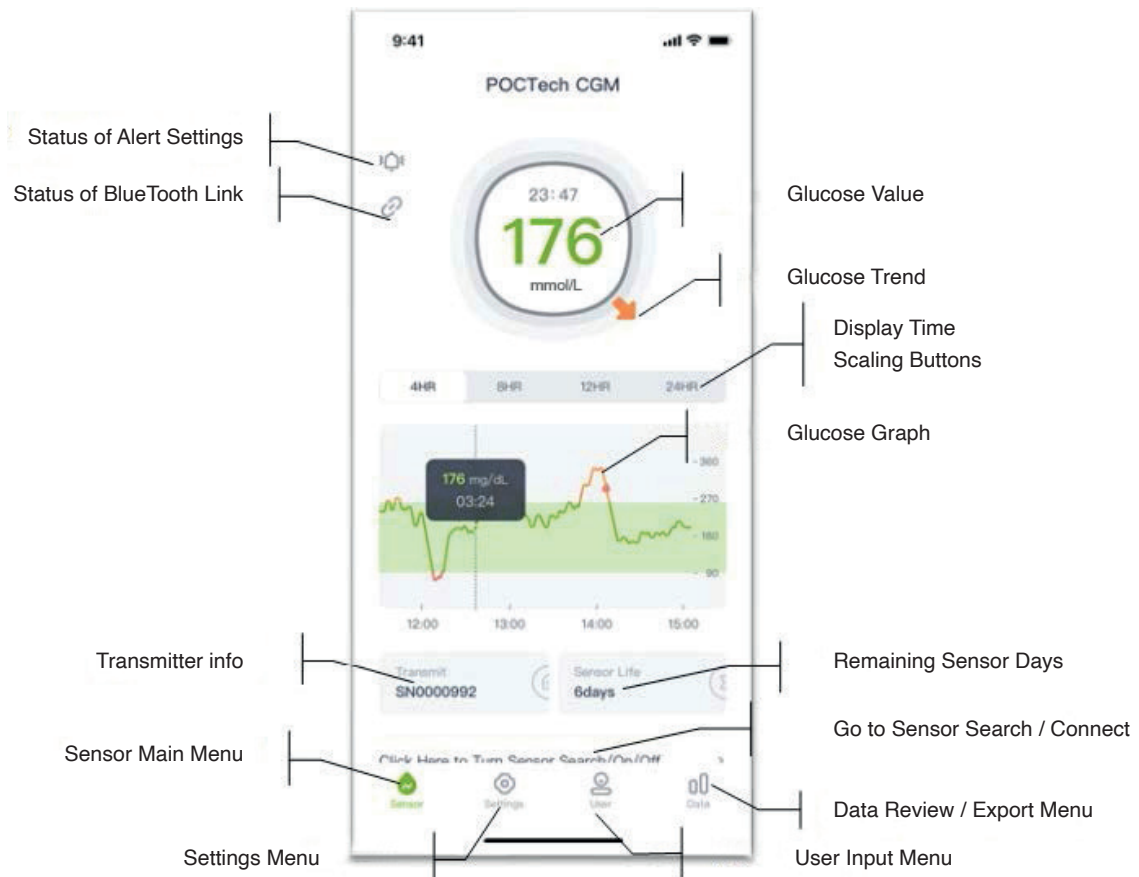 9:41
POCTech CGM
Status of Alert Settings
Status of BlueTooth Link
23:47
176
mmol/L
Glucose Value
Glucose Trend
Display Time
Scaling Buttons
4HR 8HR 12HR 24HR
Glucose Graph
176 mg/dL
03:24
- 360
- 270
- 180
- 90
12:00 13:00 14:00 15:00
Transmitter info
Transmit
SN0000992
Sensor Life
6days
Remaining Sensor Days
Go to Sensor Search / Connect
Sensor Main Menu
Click Here to Turn Sensor Search/On/Off
Sensor Settings User Data
Data Review / Export Menu
Settings Menu
User Input Menu